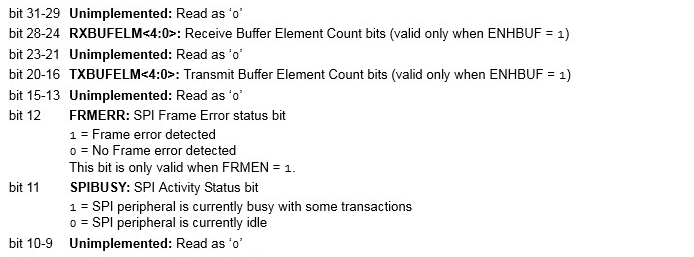 bit 31-29 Unimplemented: Read as ‘0’
bit 28-24 RXBUFELM<4:0>: Receive Buffer Element Count bits (valid only when ENHBUF = 1)
bit 23-21 Unimplemented: Read as ‘0’
bit 20-16 TXBUFELM<4:0>: Transmit Buffer Element Count bits (valid only when ENHBUF = 1)
bit 15-13 Unimplemented: Read as ‘0’
bit 12 FRMERR: SPI Frame Error status bit
1 = Frame error detected
0 = No Frame error detected
This bit is only valid when FRMEN = 1.
bit 11 SPIBUSY: SPI Activity Status bit
1 = SPI peripheral is currently busy with some transactions
0 = SPI peripheral is currently idle
bit 10-9 Unimplemented: Read as ‘0’